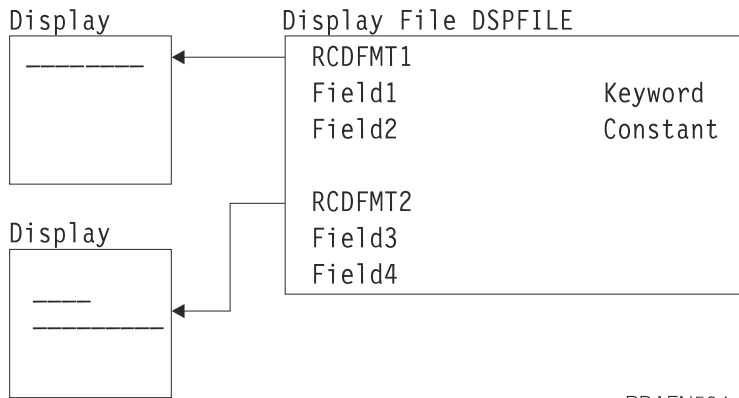 Display
Display File DSPFILE
RCDFMT1
Field1 Keyword
Field2 Constant
RCDFMT2
Field3
Field4
Display